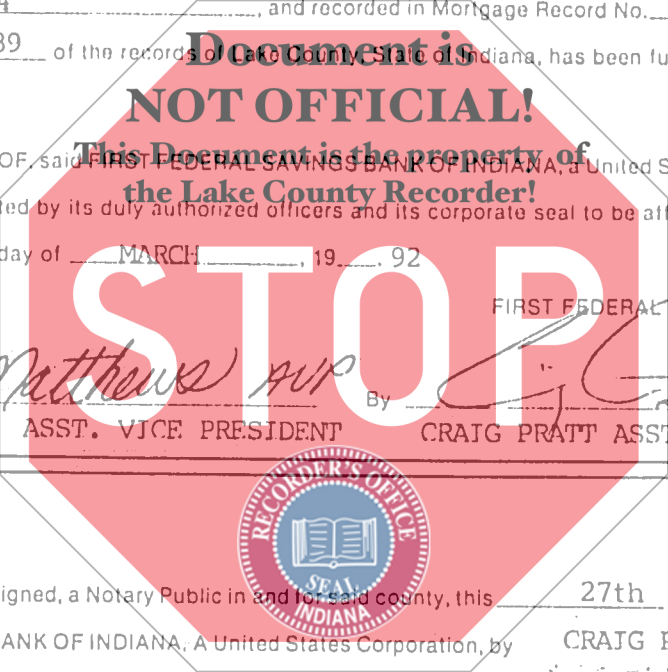 , and recorded in Mortgage Record No.
39 of the records of Lake County, State of Indiana, has been fu
Document is
NOT OFFICIAL!
This Document is the property of
the Lake County Recorder!
OF, said FIRST FEDERAL SAVINGS BANK OF INDIANA, a United S
ted by its duly authorized officers and its corporate seal to be aff
day of MARCH, 19 92
STOP
FIRST FEDERAL
Matthews AVP By
ASST. VICE PRESIDENT CRAIG PRATT ASST
RECORDER'S OFFICE
SEAL
INDIANA
igned, a Notary Public in and for said county, this 27th
ANK OF INDIANA, A United States Corporation, by CRAIG P